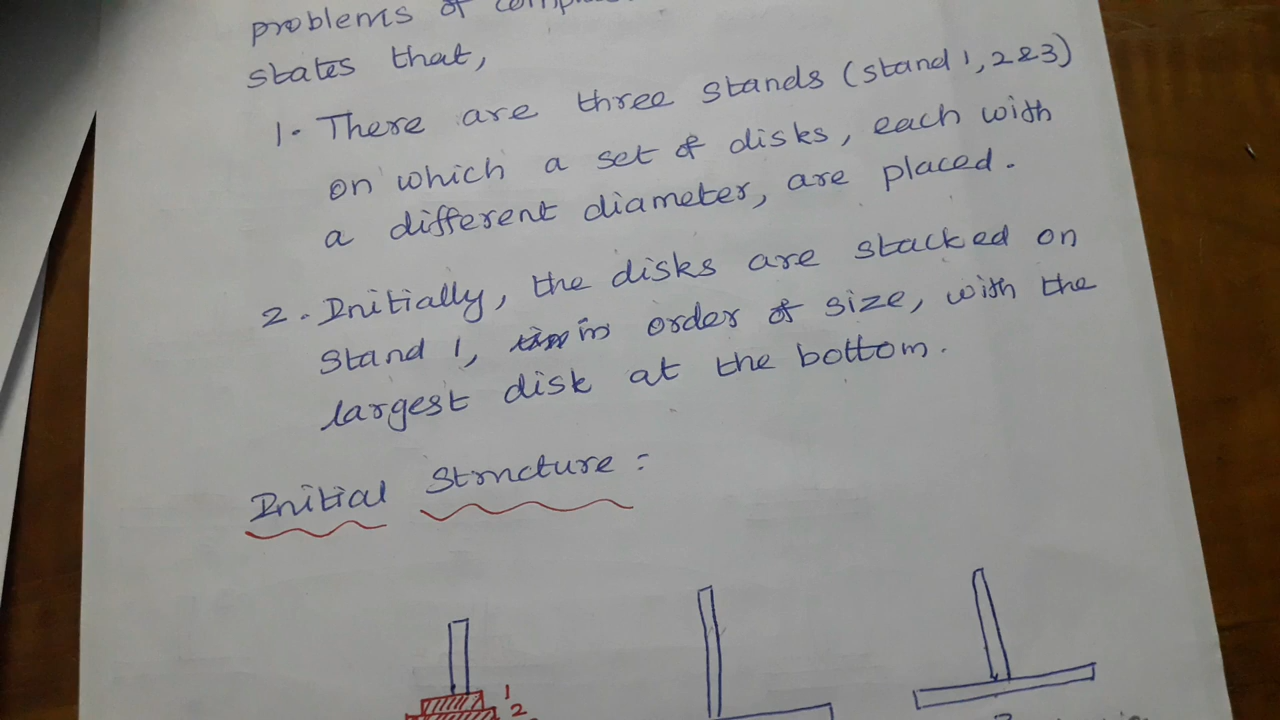 problems of
states that,
1. There are three stands (stand 1, 2 & 3)
on which a set of disks, each with
a different diameter, are placed.
2. Initially, the disks are stacked on
Stand 1, in order of size, with the
largest disk at the bottom.
Initial Structure :
1
2